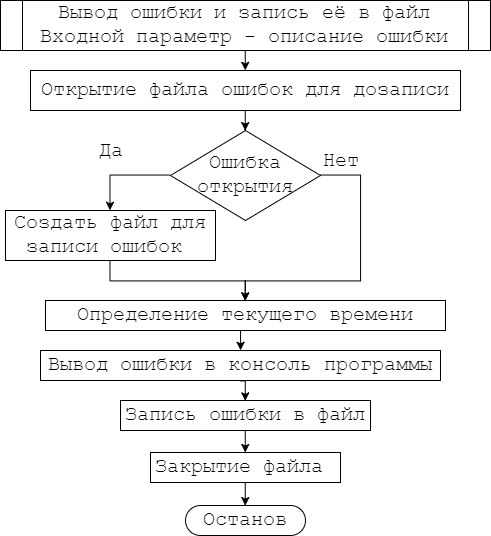 Вывод ошибки и запись её в файл
Входной параметр - описание ошибки
Открытие файла ошибок для дозаписи
Да
Нет
Ошибка
открытия
Создать файл для
записи ошибок
Определение текущего времени
Вывод ошибки в консоль программы
Запись ошибки в файл
Закрытие файла
Останов